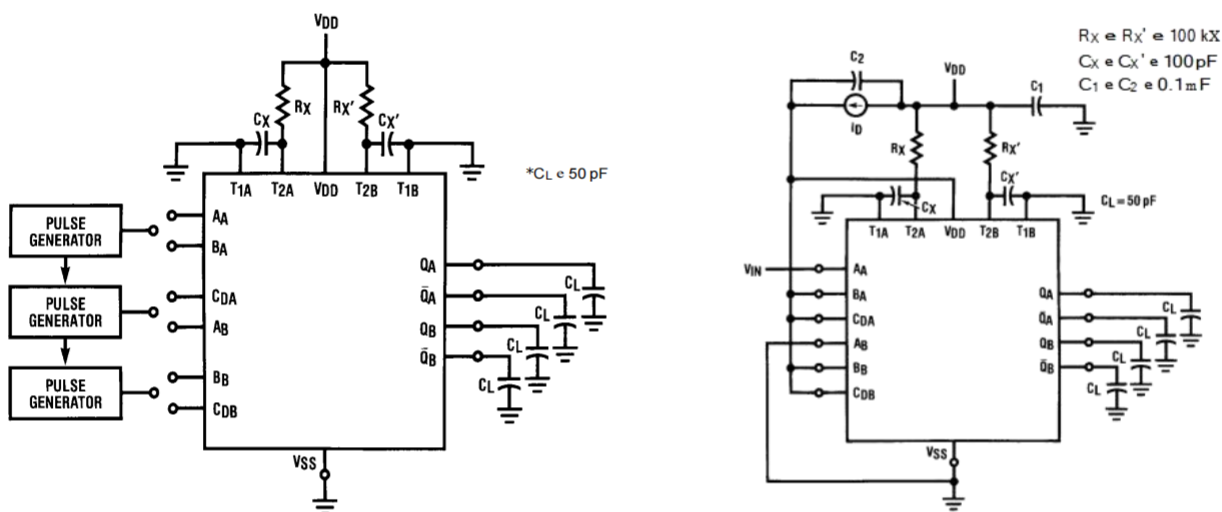 VDD
RX RX'
CX CX'
T1A T2A VDD T2B T1B
*CL e 50 pF
PULSE GENERATOR
PULSE GENERATOR
PULSE GENERATOR
AA
BA
CDA
AB
BB
CDB
QA
Q̄A
QB
Q̄B
CL
CL
CL
CL
VSS
RX e RX' e 100 kX
CX e CX' e 100 pF
C1 e C2 e 0.1 mF
C2
VDD
C1
iD
RX RX'
CX CX'
CL = 50 pF
T1A T2A VDD T2B T1B
VIN
AA
BA
CDA
AB
BB
CDB
QA
QA
QB
Q̄B
CL
CL
CL
CL
VSS